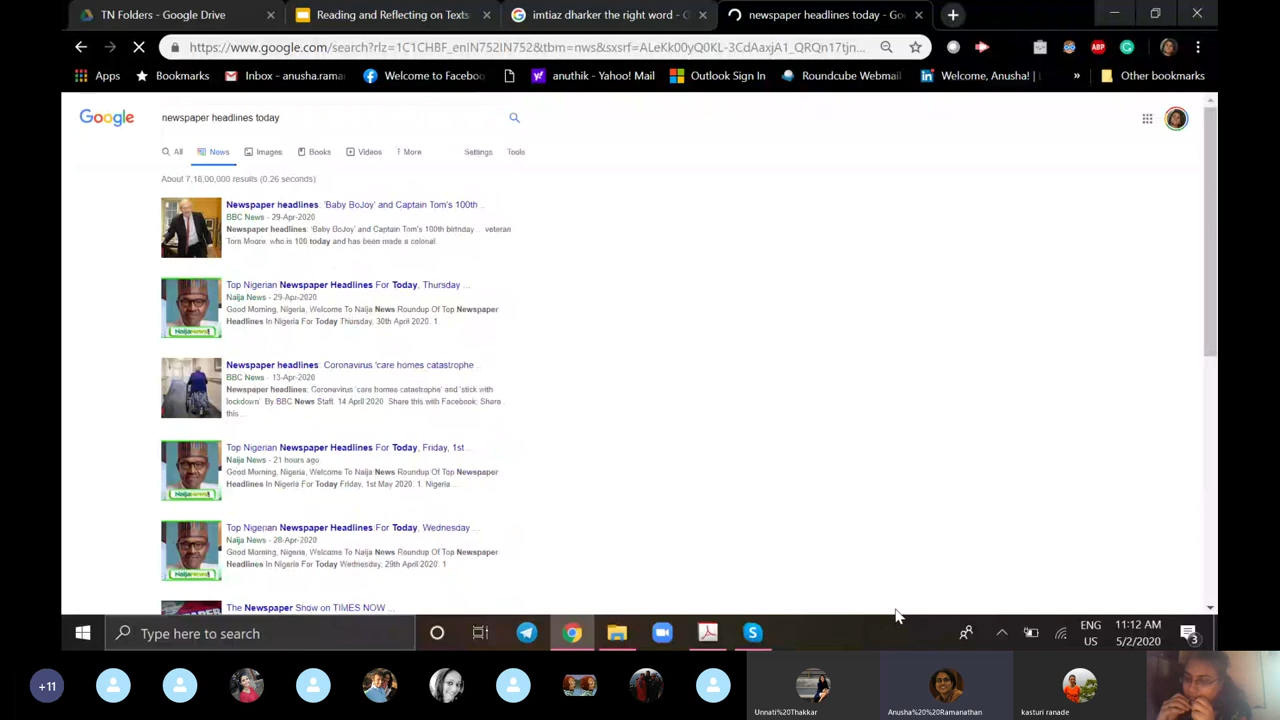 TN Folders - Google Drive
Reading and Reflecting on Texts
imtiaz dharker the right word - G
newspaper headlines today - Go
https://www.google.com/search?rlz=1C1CHBF_enIN752IN752&tbm=nws&sxsrf=ALeKk00yQ0KL-3CdAaxjA1_QRQn17tjn...
ABP
Apps
Bookmarks
Inbox - anusha.rama
Welcome to Faceboo
anuthik - Yahoo! Mail
Outlook Sign In
Roundcube Webmail
Welcome, Anusha! |
»
Other bookmarks
Google
newspaper headlines today
All
News
Images
Books
Videos
More
Settings
Tools
About 7,18,00,000 results (0.26 seconds)
Newspaper headlines: 'Baby BoJoy' and Captain Tom's 100th ...
BBC News - 29-Apr-2020
Newspaper headlines: 'Baby BoJoy' and Captain Tom's 100th birthday ... veteran
Tom Moore, who is 100 today and has been made a colonel.
Top Nigerian Newspaper Headlines For Today, Thursday ...
Naija News - 29-Apr-2020
Good Morning, Nigeria, Welcome To Naija News Roundup Of Top Newspaper
Headlines In Nigeria For Today Thursday, 30th April 2020. 1.
NaijaNews
Newspaper headlines: Coronavirus 'care homes catastrophe ...
BBC News - 13-Apr-2020
Newspaper headlines: Coronavirus 'care homes catastrophe' and 'stick with
lockdown' By BBC News Staff. 14 April 2020. Share this with Facebook; Share
this ...
Top Nigerian Newspaper Headlines For Today, Friday, 1st ...
Naija News - 21 hours ago
Good Morning, Nigeria, Welcome To Naija News Roundup Of Top Newspaper
Headlines In Nigeria For Today Friday, 1st May 2020. 1. Nigeria ...
NaijaNews
Top Nigerian Newspaper Headlines For Today, Wednesday ...
Naija News - 28-Apr-2020
Good Morning, Nigeria, Welcome To Naija News Roundup Of Top Newspaper
Headlines In Nigeria For Today Wednesday, 29th April 2020. 1
NaijaNews
The Newspaper Show on TIMES NOW ...
Type here to search
ENG
US
11:12 AM
5/2/2020
3
+11
Unnati%20Thakkar
Anusha%20%20Ramanathan
kasturi ranade